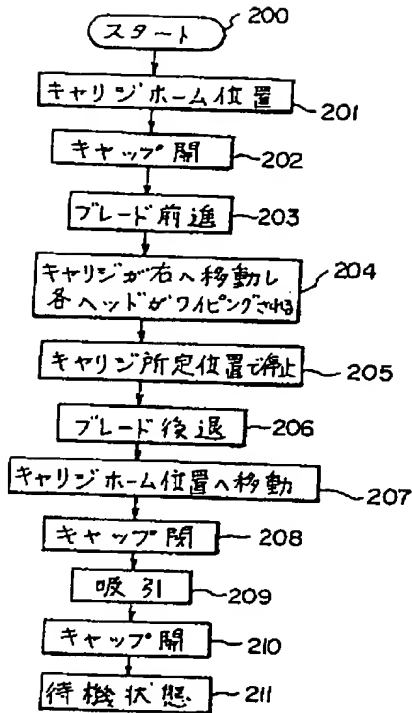 スタート 200
キャリジホーム位置 201
キャップ開 202
ブレード前進 203
キャリジが右へ移動し 204
各ヘッドがワイピングされる
キャリジ所定位置で停止 205
ブレード後退 206
キャリジホーム位置へ移動 207
キャップ閉 208
吸引 209
キャップ開 210
待機状態 211